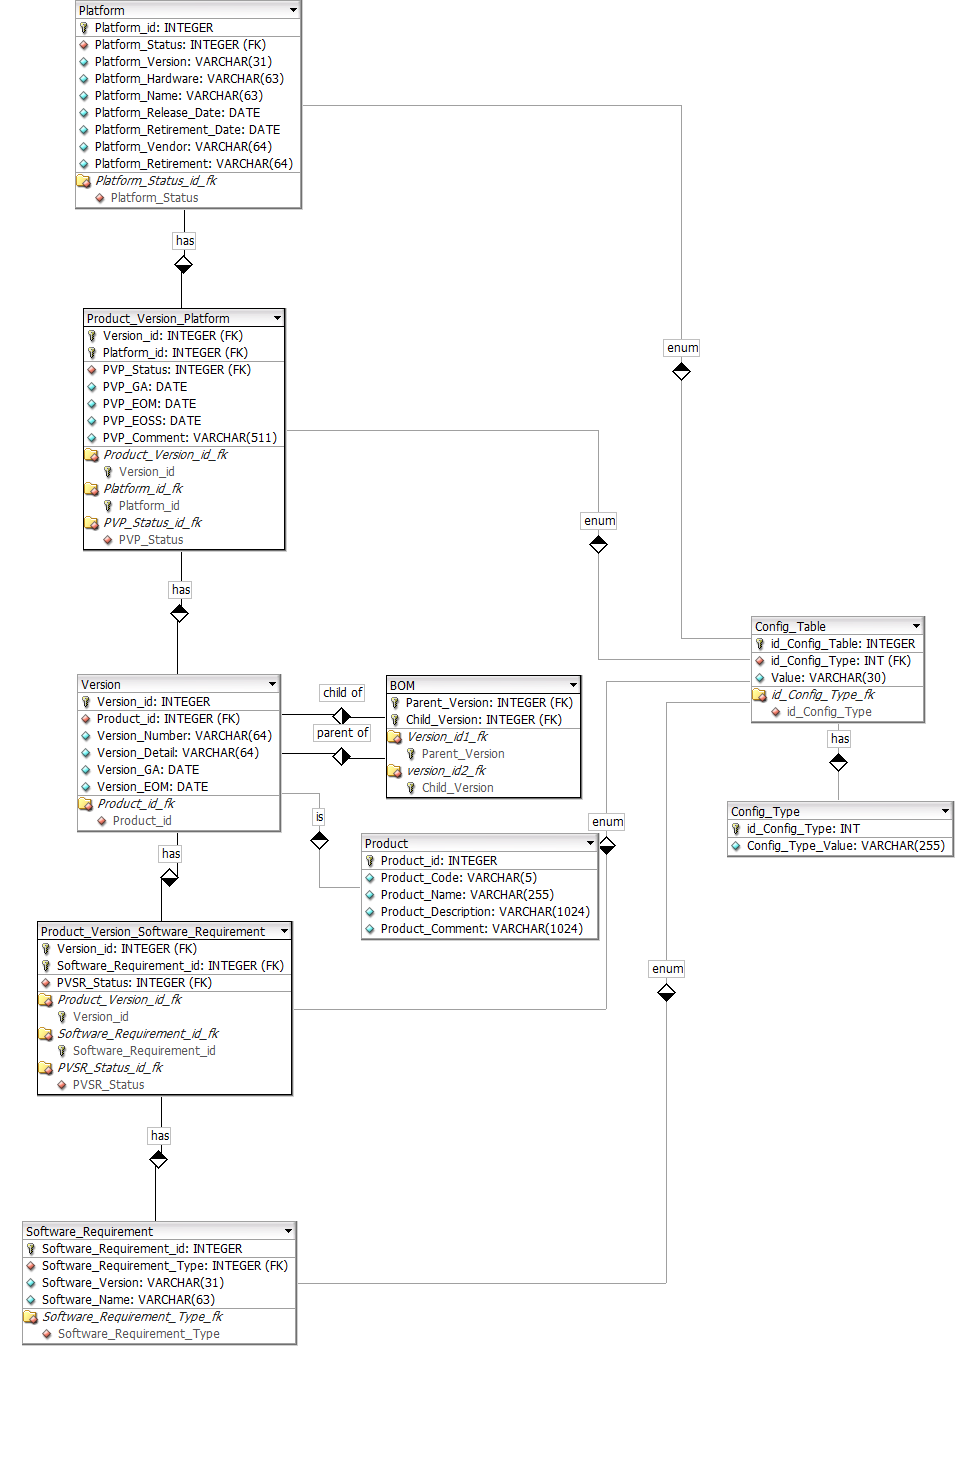 Platform
Platform_id: INTEGER
Platform_Status: INTEGER (FK)
Platform_Version: VARCHAR(31)
Platform_Hardware: VARCHAR(63)
Platform_Name: VARCHAR(63)
Platform_Release_Date: DATE
Platform_Retirement_Date: DATE
Platform_Vendor: VARCHAR(64)
Platform_Retirement: VARCHAR(64)
Platform_Status_id_fk
Platform_Status
has
enum
Product_Version_Platform
Version_id: INTEGER (FK)
Platform_id: INTEGER (FK)
PVP_Status: INTEGER (FK)
PVP_GA: DATE
PVP_EOM: DATE
PVP_EOSS: DATE
PVP_Comment: VARCHAR(511)
Product_Version_id_fk
Version_id
Platform_id_fk
Platform_id
PVP_Status_id_fk
PVP_Status
enum
has
Config_Table
id_Config_Table: INTEGER
id_Config_Type: INT (FK)
Value: VARCHAR(30)
id_Config_Type_fk
id_Config_Type
has
Config_Type
id_Config_Type: INT
Config_Type_Value: VARCHAR(255)
Version
Version_id: INTEGER
Product_id: INTEGER (FK)
Version_Number: VARCHAR(64)
Version_Detail: VARCHAR(64)
Version_GA: DATE
Version_EOM: DATE
Product_id_fk
Product_id
child of
parent of
BOM
Parent_Version: INTEGER (FK)
Child_Version: INTEGER (FK)
Version_id1_fk
Parent_Version
version_id2_fk
Child_Version
is
enum
has
Product
Product_id: INTEGER
Product_Code: VARCHAR(5)
Product_Name: VARCHAR(255)
Product_Description: VARCHAR(1024)
Product_Comment: VARCHAR(1024)
Product_Version_Software_Requirement
Version_id: INTEGER (FK)
Software_Requirement_id: INTEGER (FK)
PVSR_Status: INTEGER (FK)
Product_Version_id_fk
Version_id
Software_Requirement_id_fk
Software_Requirement_id
PVSR_Status_id_fk
PVSR_Status
enum
has
Software_Requirement
Software_Requirement_id: INTEGER
Software_Requirement_Type: INTEGER (FK)
Software_Version: VARCHAR(31)
Software_Name: VARCHAR(63)
Software_Requirement_Type_fk
Software_Requirement_Type